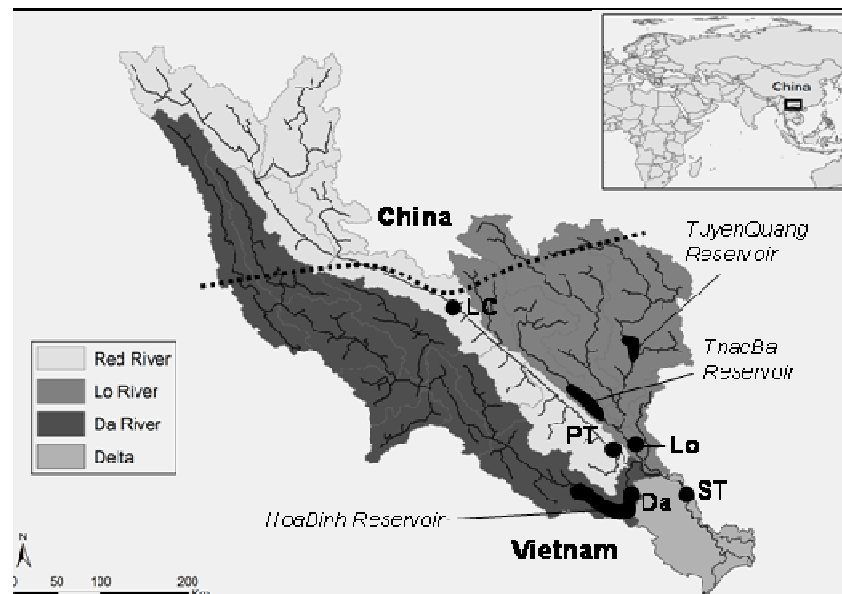 China
China
TuyenQuang
Reservoir
LC
ThacBa
Reservoir
Red River
Lo River
Da River
Delta
PT
Lo
Da
ST
HoaBinh Reservoir
Vietnam
N
0 50 100 200
Km